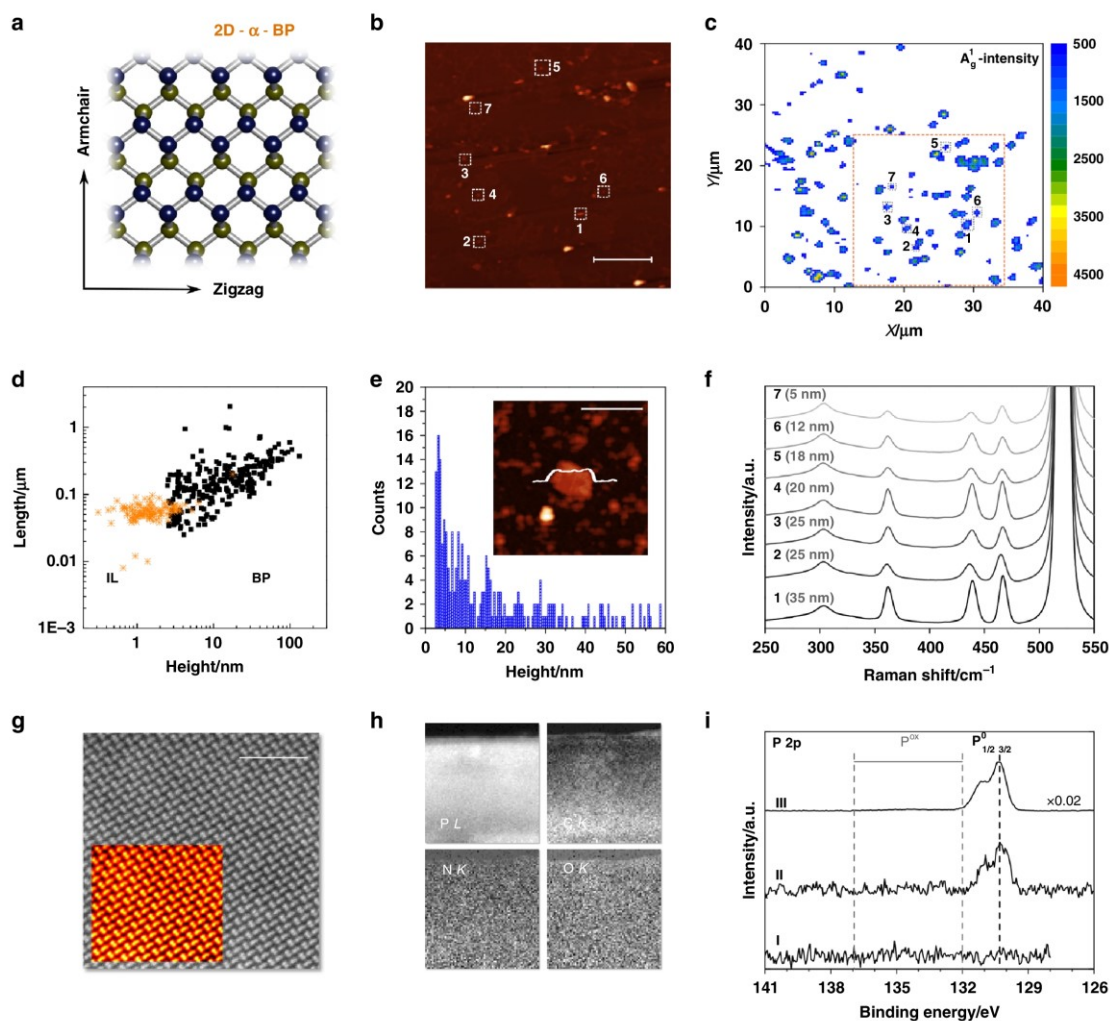 a
2D - α - BP
Armchair
Zigzag
b
5
7
3
6
4
1
2
c
A¹g-intensity
40
30
20
10
0
Y/µm
5
7
6
3
4
1
2
0 10 20 30 40
X/µm
500
1500
2500
3500
4500
d
1
0.1
0.01
1E–3
Length/µm
IL
BP
1 10 100
Height/nm
e
20
18
16
14
12
10
8
6
4
2
0
Counts
0 10 20 30 40 50 60
Height/nm
f
7 (5 nm)
6 (12 nm)
5 (18 nm)
4 (20 nm)
3 (25 nm)
2 (25 nm)
1 (35 nm)
Intensity/a.u.
250 300 350 400 450 500 550
Raman shift/cm⁻¹
g
h
P L
C K
N K
O K
i
P 2p
Pᵒˣ
P⁰
1/2 3/2
III
×0.02
II
I
Intensity/a.u.
141 138 135 132 129 126
Binding energy/eV